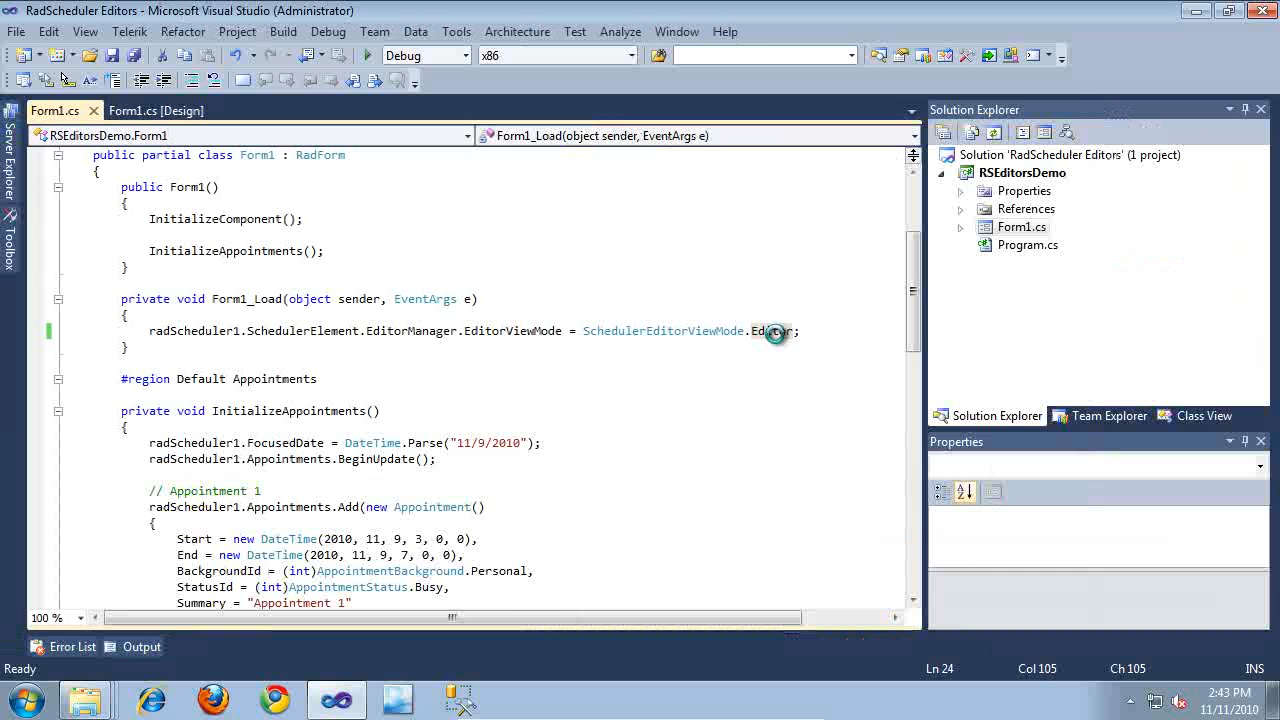 RadScheduler Editors - Microsoft Visual Studio (Administrator)
File Edit View Telerik Refactor Project Build Debug Team Data Tools Architecture Test Analyze Window Help
Debug x86
Form1.cs Form1.cs [Design]
RSEditorsDemo.Form1 Form1_Load(object sender, EventArgs e)
public partial class Form1 : RadForm
{
public Form1()
{
InitializeComponent();
InitializeAppointments();
}
private void Form1_Load(object sender, EventArgs e)
{
radScheduler1.SchedulerElement.EditorManager.EditorViewMode = SchedulerEditorViewMode.Editor;
}
#region Default Appointments
private void InitializeAppointments()
{
radScheduler1.FocusedDate = DateTime.Parse("11/9/2010");
radScheduler1.Appointments.BeginUpdate();
// Appointment 1
radScheduler1.Appointments.Add(new Appointment()
{
Start = new DateTime(2010, 11, 9, 3, 0, 0),
End = new DateTime(2010, 11, 9, 7, 0, 0),
BackgroundId = (int)AppointmentBackground.Personal,
StatusId = (int)AppointmentStatus.Busy,
Summary = "Appointment 1"
100 %
Server Explorer
Toolbox
Solution Explorer
Solution 'RadScheduler Editors' (1 project)
RSEditorsDemo
Properties
References
Form1.cs
Program.cs
Solution Explorer Team Explorer Class View
Properties
Error List Output
Ready Ln 24 Col 105 Ch 105 INS
2:43 PM
11/11/2010